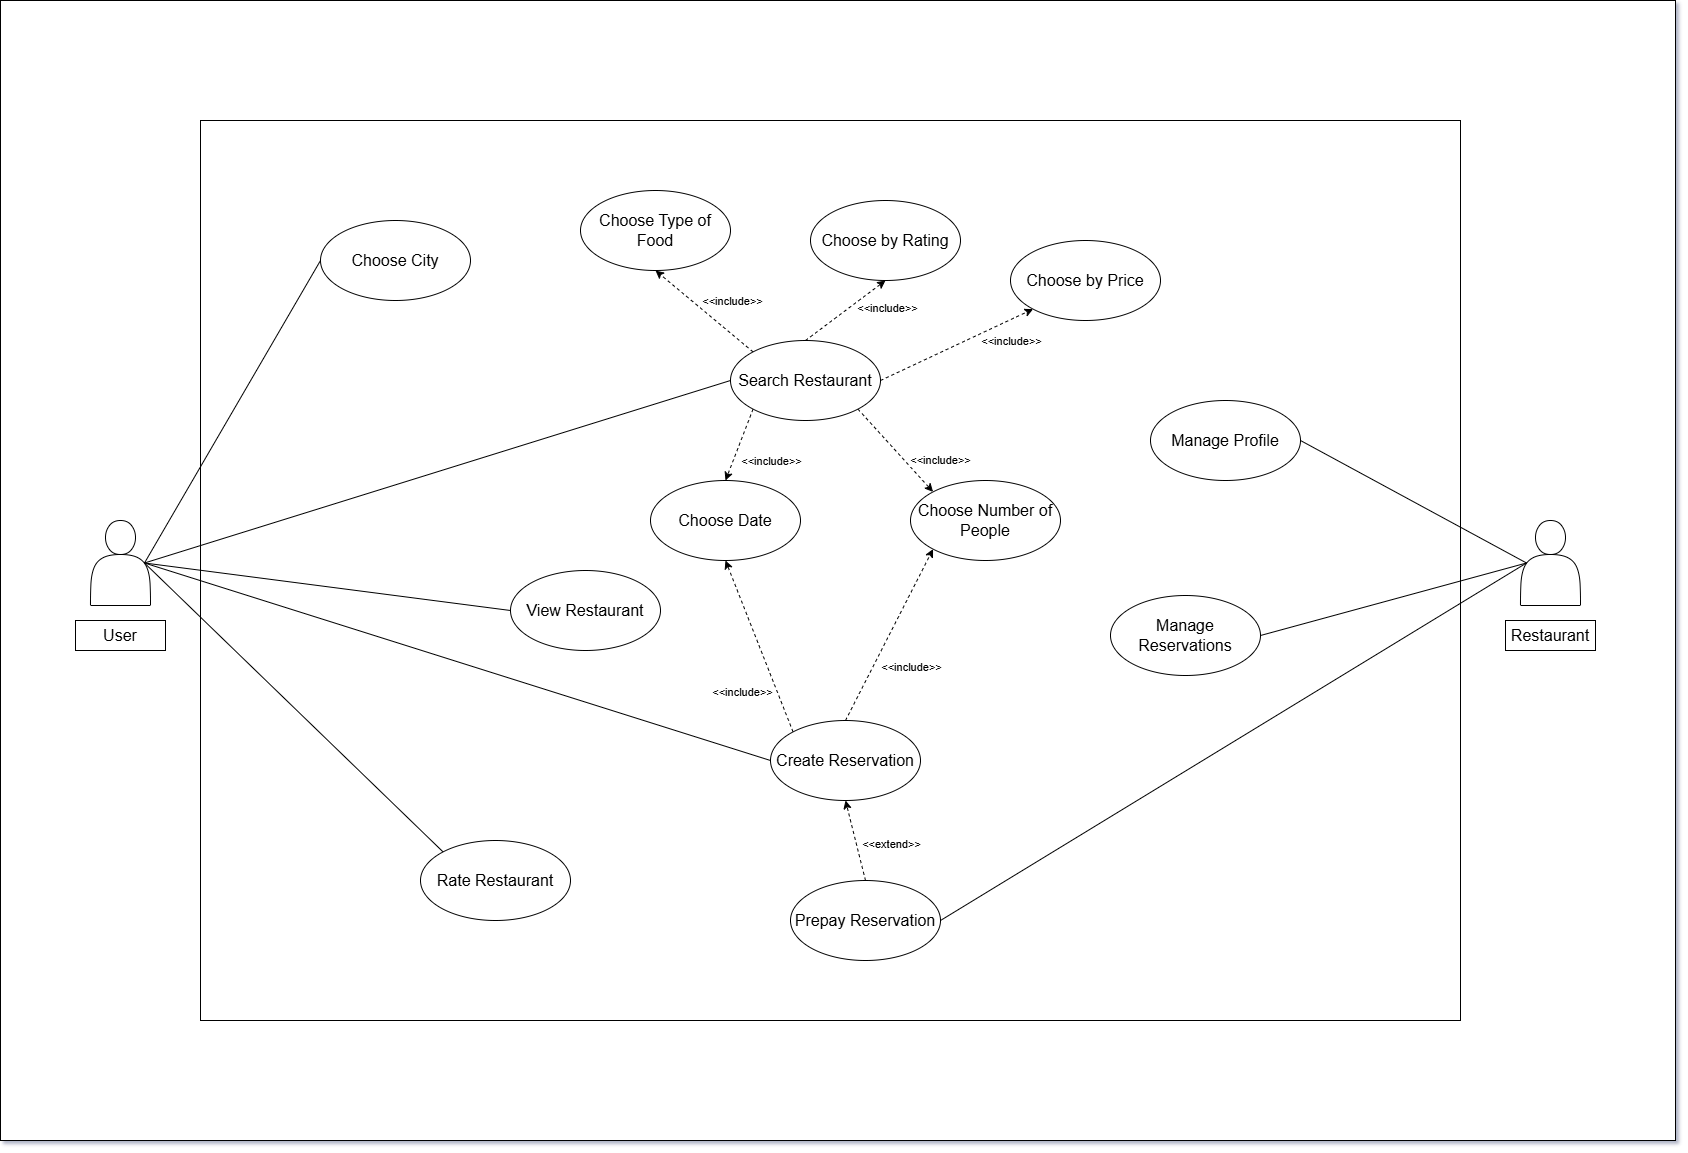 Choose Type of
Food
Choose by Rating
Choose City
Choose by Price
<<include>>
<<include>>
<<include>>
Search Restaurant
Manage Profile
<<include>>
<<include>>
Choose Date
Choose Number of
People
View Restaurant
User
Manage
Reservations
Restaurant
<<include>>
<<include>>
Create Reservation
<<extend>>
Rate Restaurant
Prepay Reservation